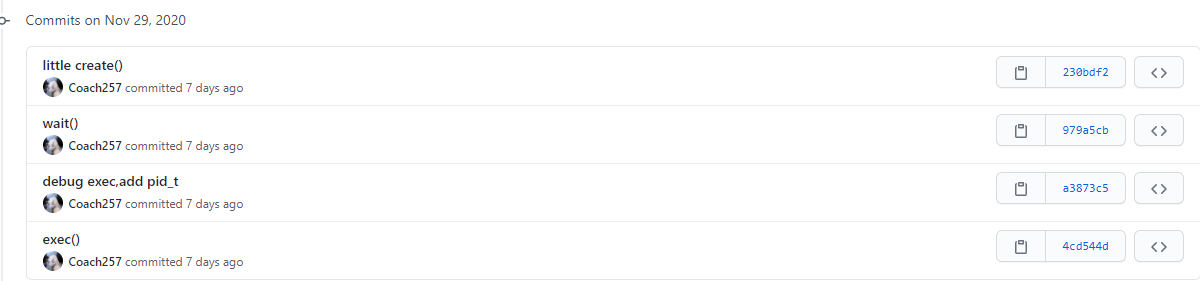 Commits on Nov 29, 2020
little create()
230bdf2
Coach257 committed 7 days ago
wait()
979a5cb
Coach257 committed 7 days ago
debug exec,add pid_t
a3873c5
Coach257 committed 7 days ago
exec()
4cd544d
Coach257 committed 7 days ago